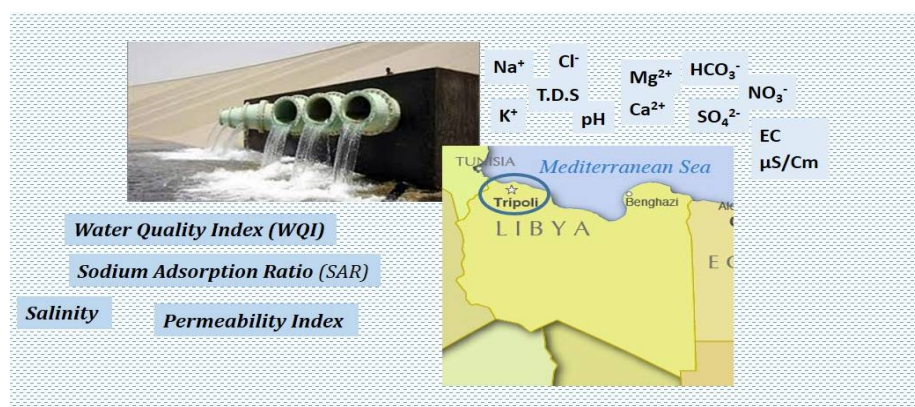 Na⁺
Cl⁻
Mg²⁺
HCO₃⁻
T.D.S
NO₃⁻
K⁺
pH
Ca²⁺
SO₄²⁻
EC
µS/Cm
TUNISIA
Mediterranean Sea
Tripoli
Benghazi
LIBYA
Water Quality Index (WQI)
Sodium Adsorption Ratio (SAR)
Salinity
Permeability Index